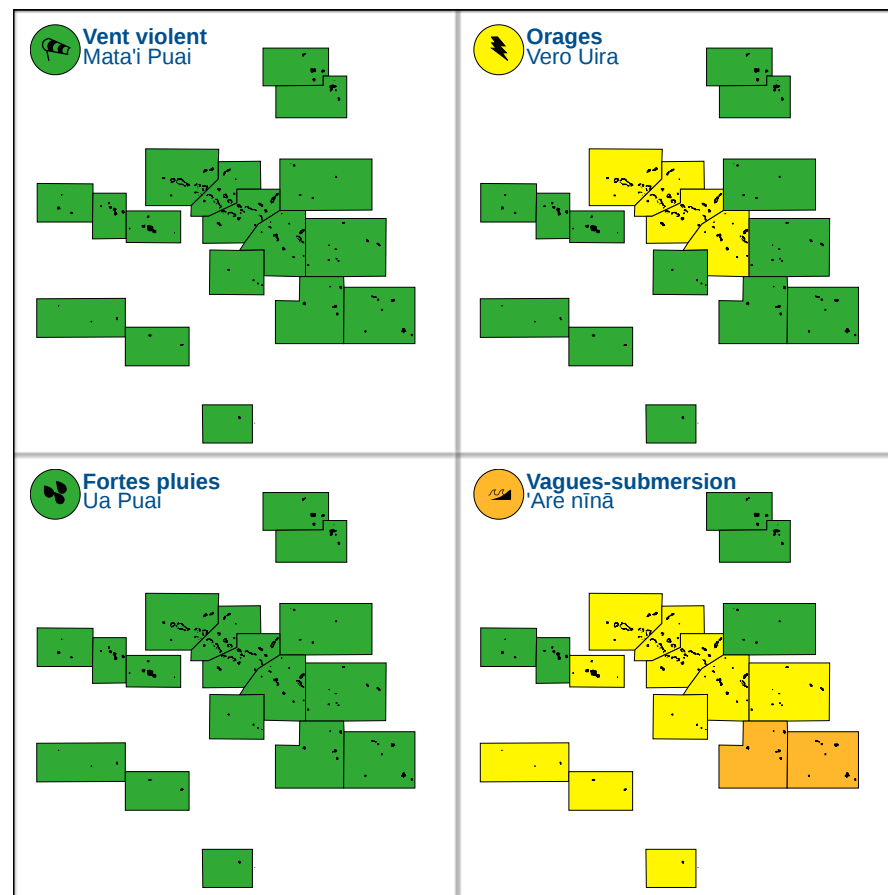 Vent violent
Mata'i Puai
Orages
Vero Uira
Fortes pluies
Ua Puai
Vagues-submersion
'Are nīnā